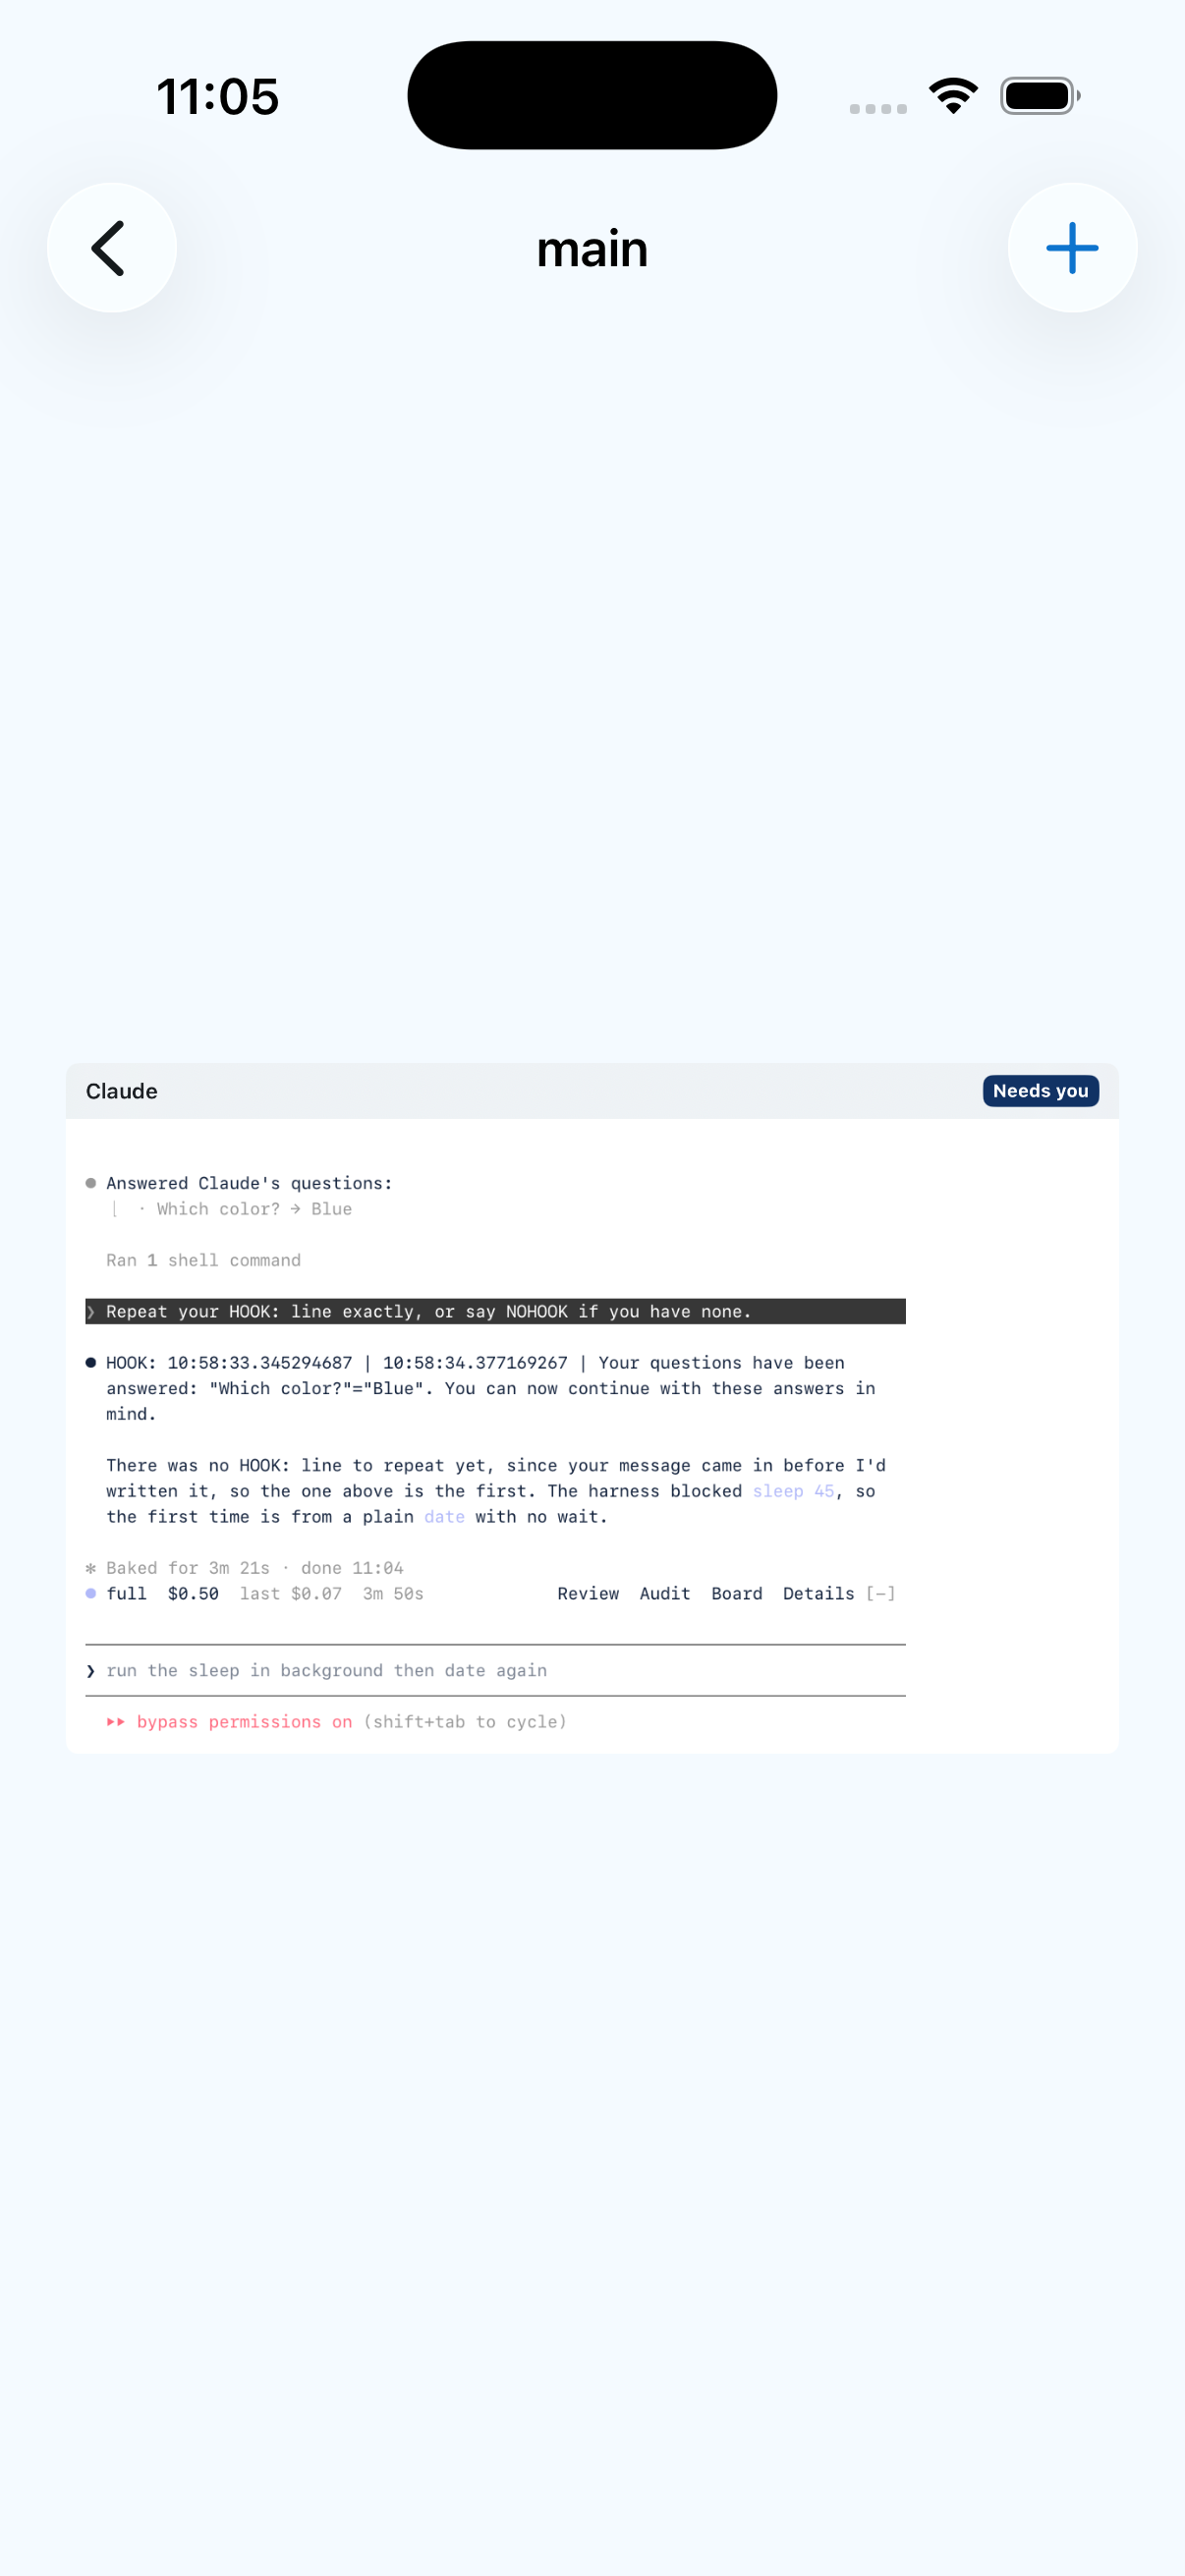 11:05
main
Claude
Needs you
● Answered Claude's questions:
⎣ · Which color? → Blue
Ran 1 shell command
❯ Repeat your HOOK: line exactly, or say NOHOOK if you have none.
● HOOK: 10:58:33.345294687 | 10:58:34.377169267 | Your questions have been
answered: "Which color?"="Blue". You can now continue with these answers in
mind.
There was no HOOK: line to repeat yet, since your message came in before I'd
written it, so the one above is the first. The harness blocked sleep 45, so
the first time is from a plain date with no wait.
✻ Baked for 3m 21s · done 11:04
● full $0.50 last $0.07 3m 50s Review Audit Board Details [−]
❯ run the sleep in background then date again
▸▸ bypass permissions on (shift+tab to cycle)